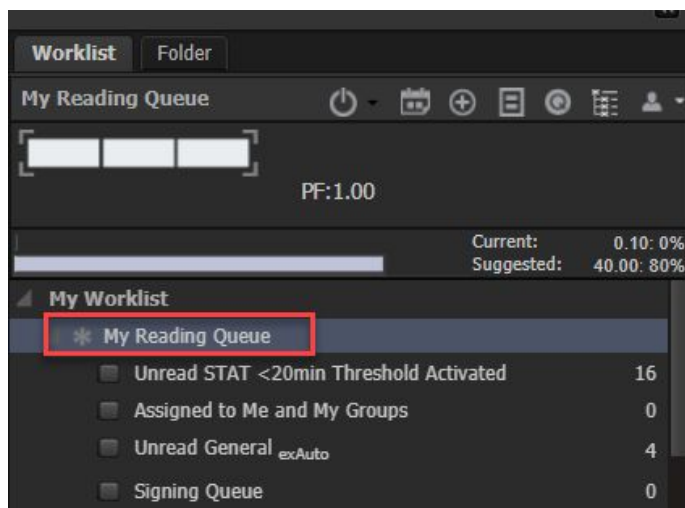 Worklist Folder
My Reading Queue
PF:1.00
Current: 0.10: 0%
Suggested: 40.00: 80%
My Worklist
My Reading Queue
Unread STAT <20min Threshold Activated 16
Assigned to Me and My Groups 0
Unread General exAuto 4
Signing Queue 0